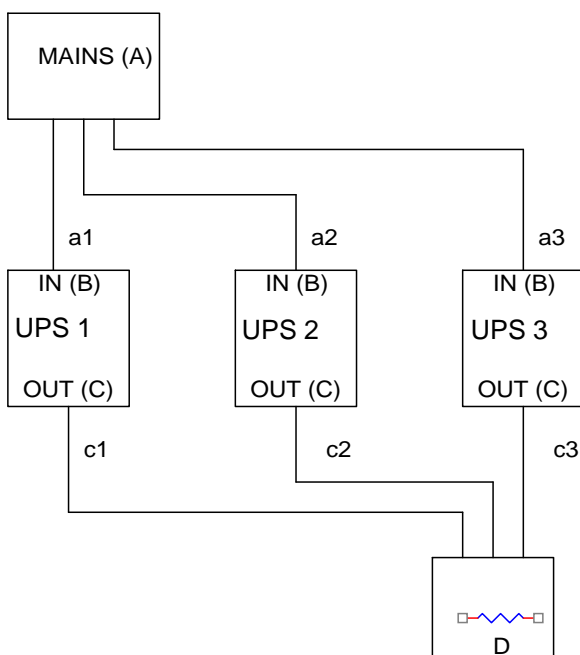 MAINS (A)
a1 a2 a3
IN (B) IN (B) IN (B)
UPS 1 UPS 2 UPS 3
OUT (C) OUT (C) OUT (C)
c1 c2 c3
D